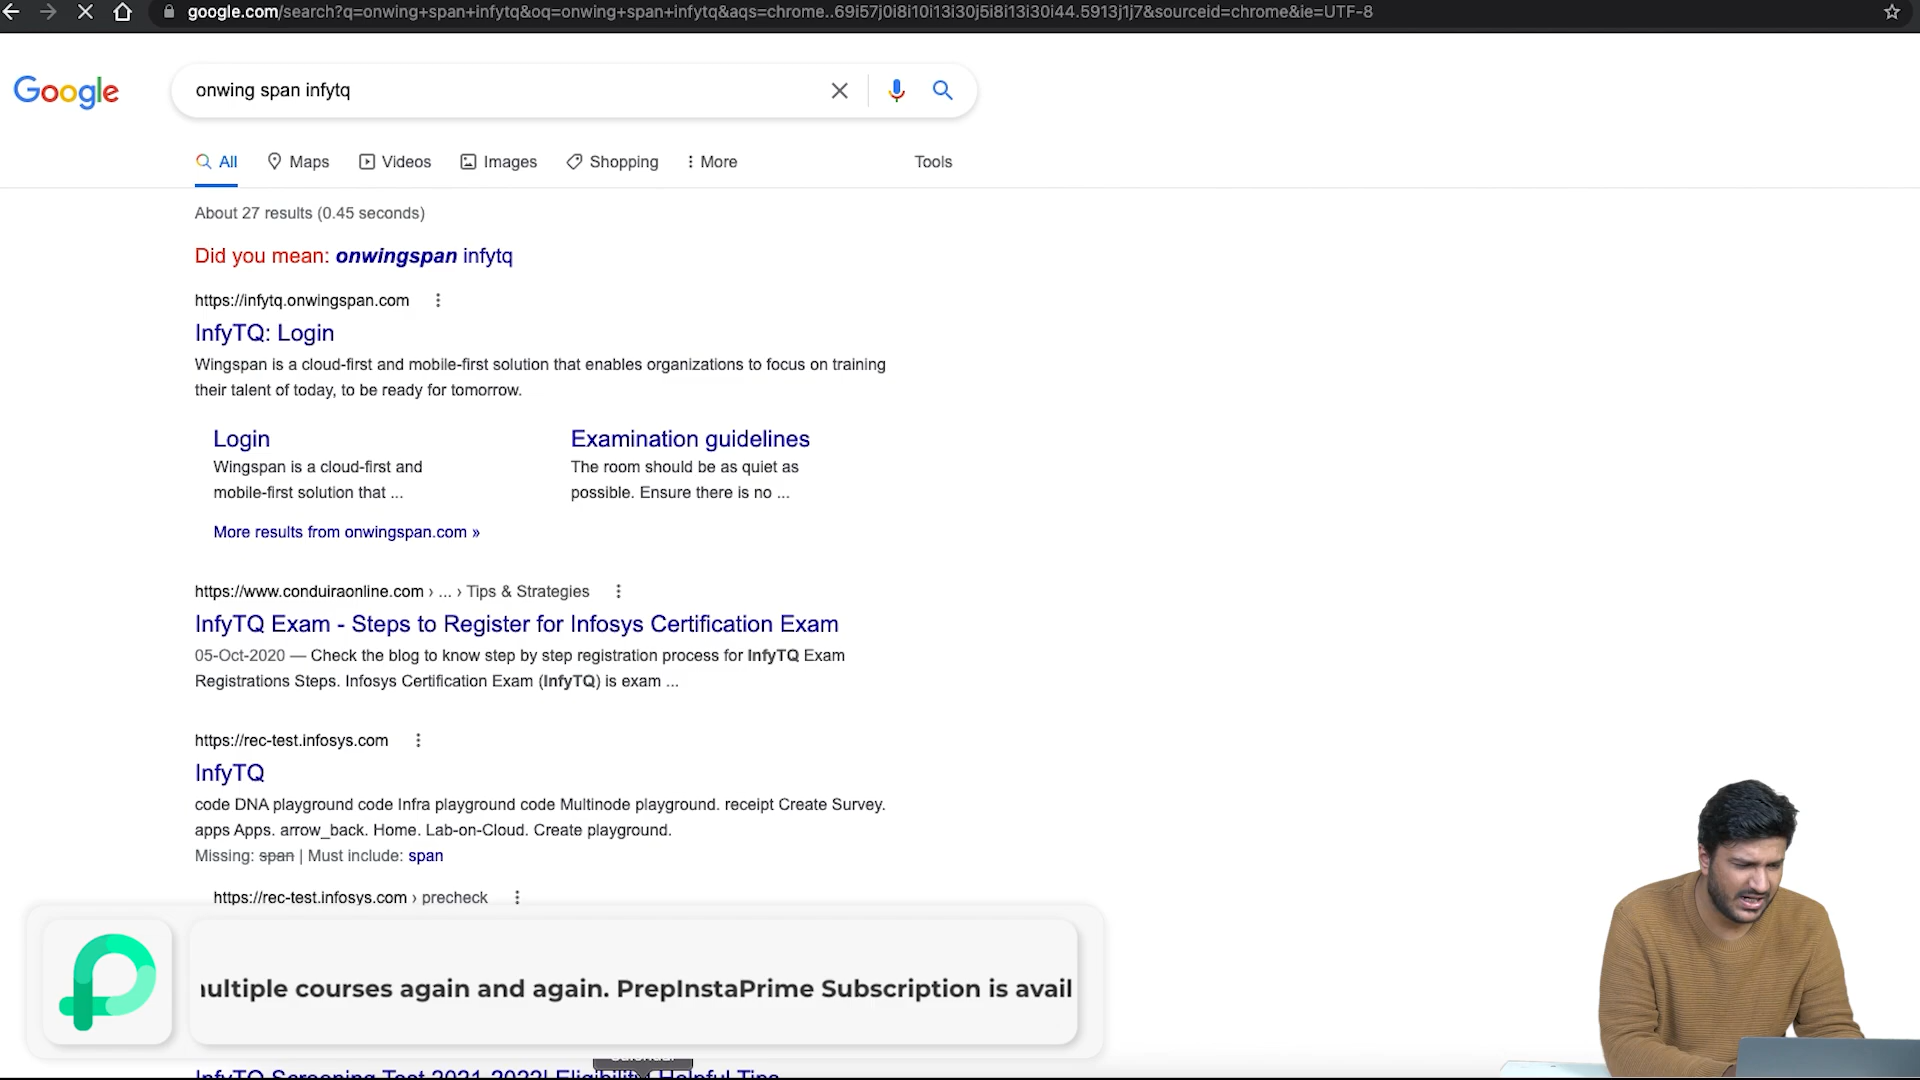 google.com/search?q=onwing+span+infytq&oq=onwing+span+infytq&aqs=chrome..69i57j0i8i10i13i30j5i8i13i30i44.5913j1j7&sourceid=chrome&ie=UTF-8
Google
onwing span infytq
All Maps Videos Images Shopping More Tools
About 27 results (0.45 seconds)
Did you mean: onwingspan infytq
https://infytq.onwingspan.com
InfyTQ: Login
Wingspan is a cloud-first and mobile-first solution that enables organizations to focus on training
their talent of today, to be ready for tomorrow.
Login Examination guidelines
Wingspan is a cloud-first and The room should be as quiet as
mobile-first solution that ... possible. Ensure there is no ...
More results from onwingspan.com »
https://www.conduiraonline.com › ... › Tips & Strategies
InfyTQ Exam - Steps to Register for Infosys Certification Exam
05-Oct-2020 — Check the blog to know step by step registration process for InfyTQ Exam
Registrations Steps. Infosys Certification Exam (InfyTQ) is exam ...
https://rec-test.infosys.com
InfyTQ
code DNA playground code Infra playground code Multinode playground. receipt Create Survey.
apps Apps. arrow_back. Home. Lab-on-Cloud. Create playground.
Missing: span | Must include: span
https://rec-test.infosys.com › precheck
ultiple courses again and again. PrepInstaPrime Subscription is avail
InfyTQ Screening Test 2021-2022| Eligibility| Helpful Tips